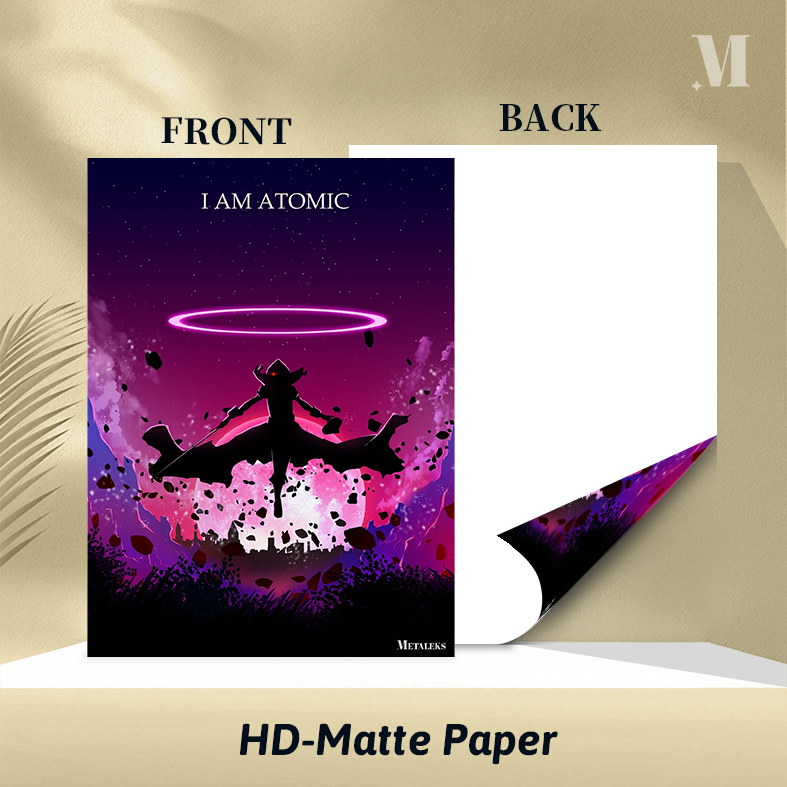 M
FRONT
BACK
I AM ATOMIC
METALEKS
HD-Matte Paper